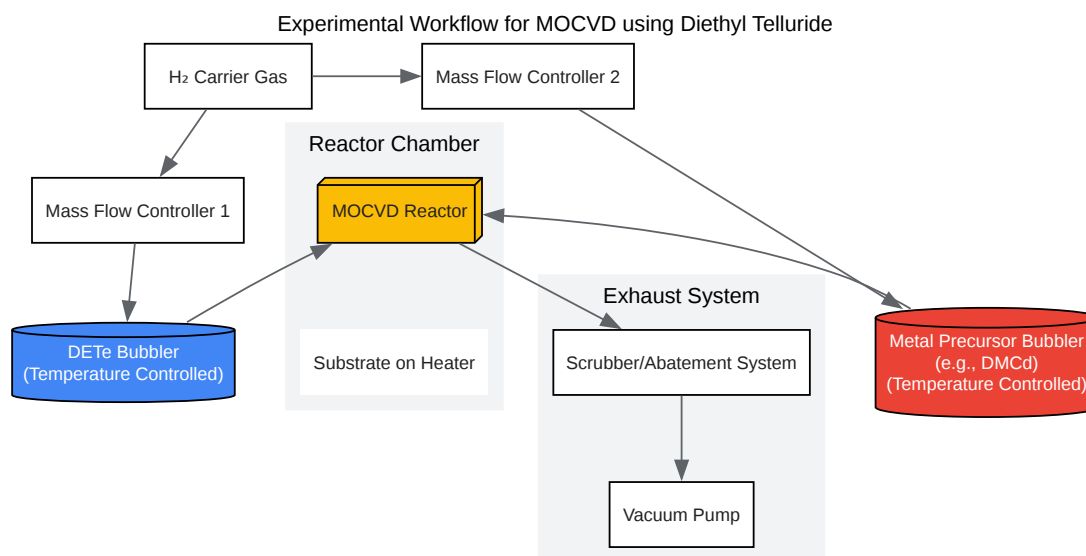 Experimental Workflow for MOCVD using Diethyl Telluride
H₂ Carrier Gas
Mass Flow Controller 2
Reactor Chamber
Mass Flow Controller 1
MOCVD Reactor
Exhaust System
DETe Bubbler
(Temperature Controlled)
Substrate on Heater
Scrubber/Abatement System
Metal Precursor Bubbler
(e.g., DMCd)
(Temperature Controlled)
Vacuum Pump